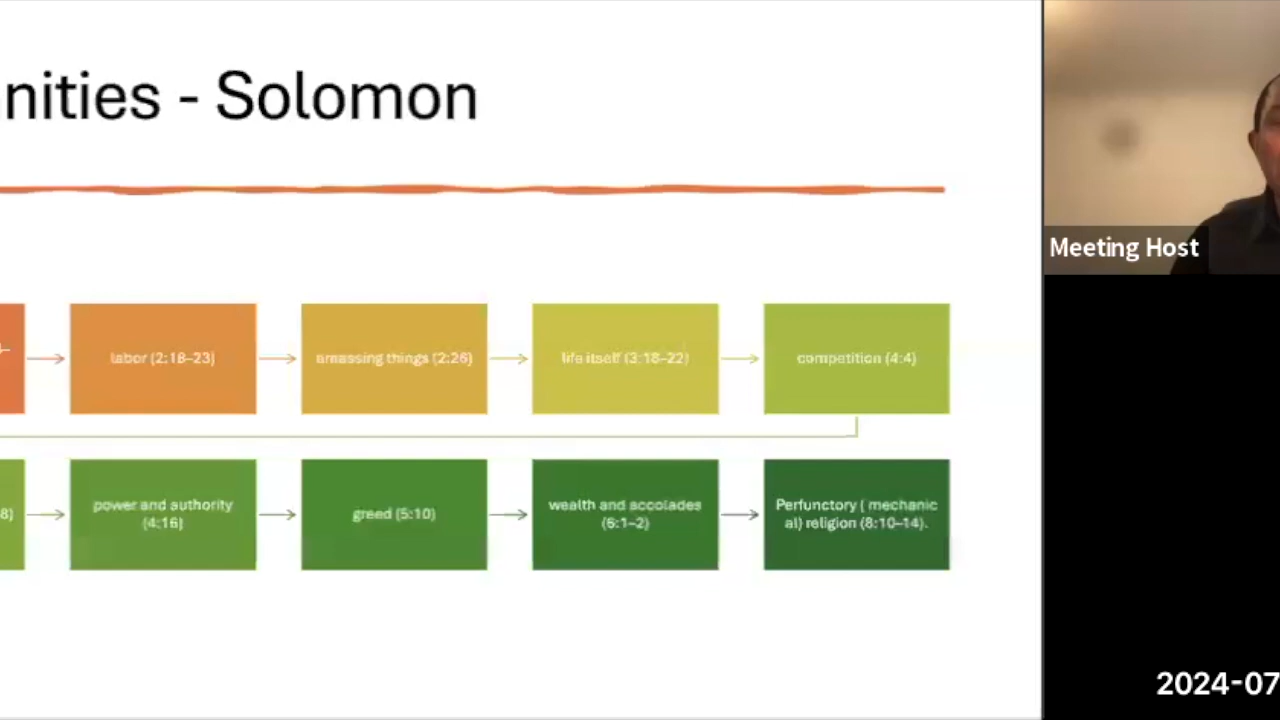 nities - Solomon
Meeting Host
labor (2:18–23)
amassing things (2:26)
life itself (3:18–22)
competition (4:4)
8)
power and authority
(4:16)
greed (5:10)
wealth and accolades
(6:1–2)
Perfunctory ( mechanic
al) religion (8:10–14).
2024-07